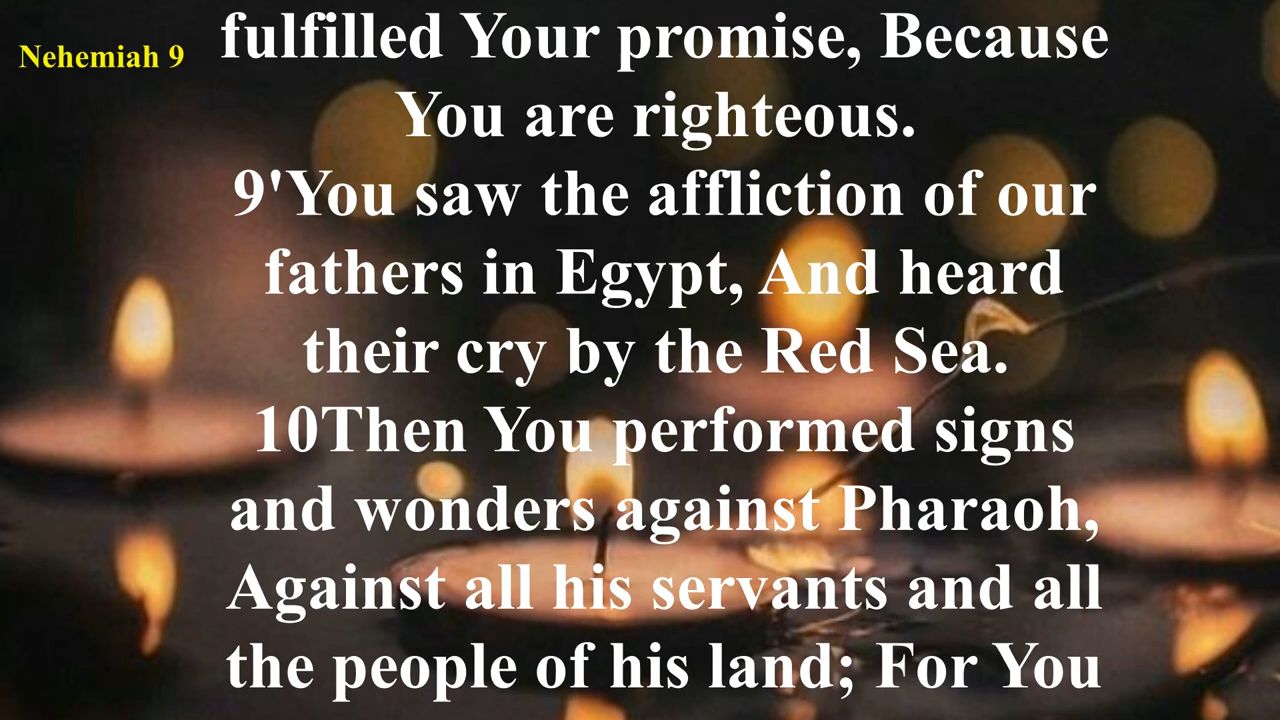 Nehemiah 9
fulfilled Your promise, Because
You are righteous.
9'You saw the affliction of our
fathers in Egypt, And heard
their cry by the Red Sea.
10Then You performed signs
and wonders against Pharaoh,
Against all his servants and all
the people of his land; For You